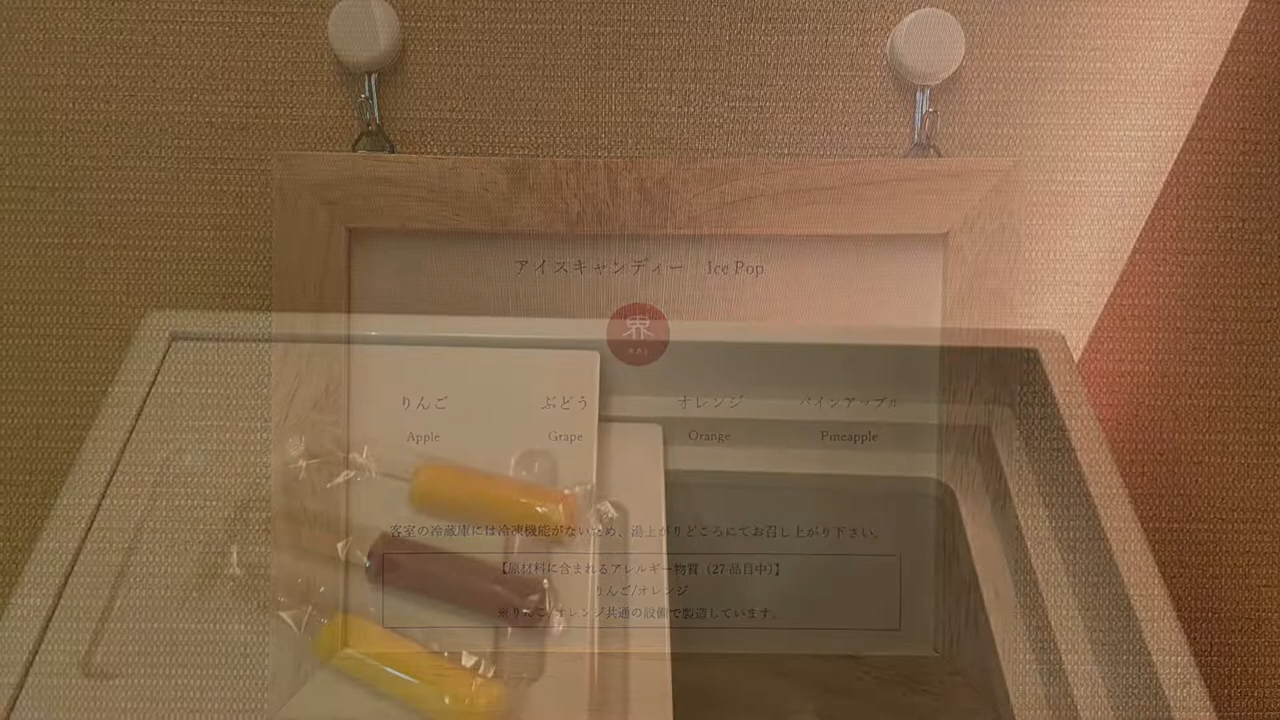 アイスキャンディー Ice Pop
界
りんご ぶどう オレンジ パインアップル
Apple Grape Orange Pineapple
客室の冷蔵庫には冷凍機能がないため、湯上がりどころにてお召し上がり下さい。
【原材料に含まれるアレルギー物質（27品目中）】
りんご/オレンジ
※りんご/オレンジ共通の設備で製造しています。